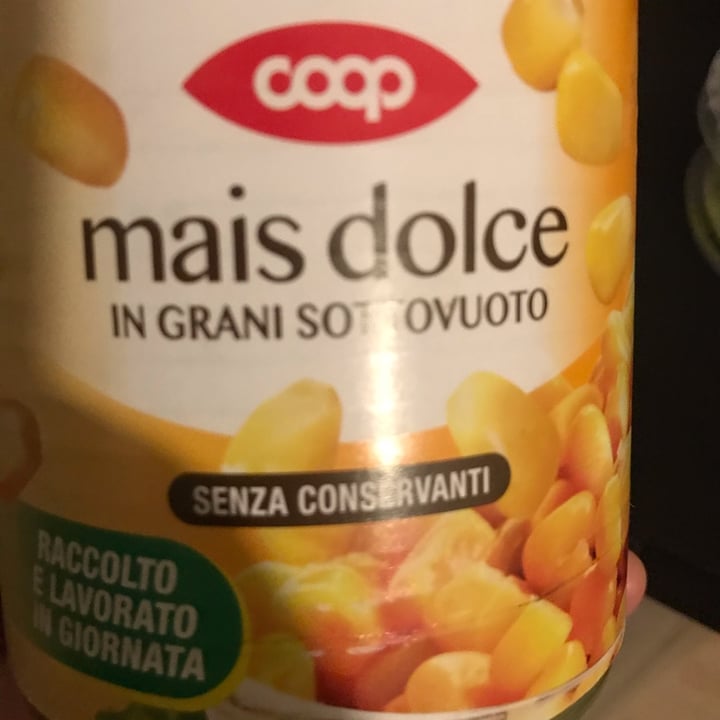 coop
mais dolce
IN GRANI SOTTOVUOTO
SENZA CONSERVANTI
RACCOLTO
E LAVORATO
IN GIORNATA